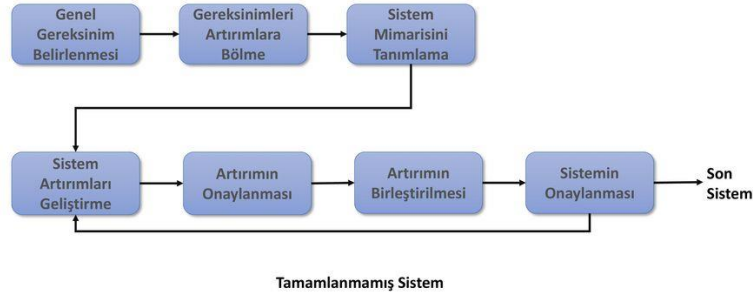 Genel
Gereksinim
Belirlenmesi
Gereksinimleri
Artırımlara
Bölme
Sistem
Mimarisini
Tanımlama
Sistem
Artırımları
Geliştirme
Artırımın
Onaylanması
Artırımın
Birleştirilmesi
Sistemin
Onaylanması
Son
Sistem
Tamamlanmamış Sistem